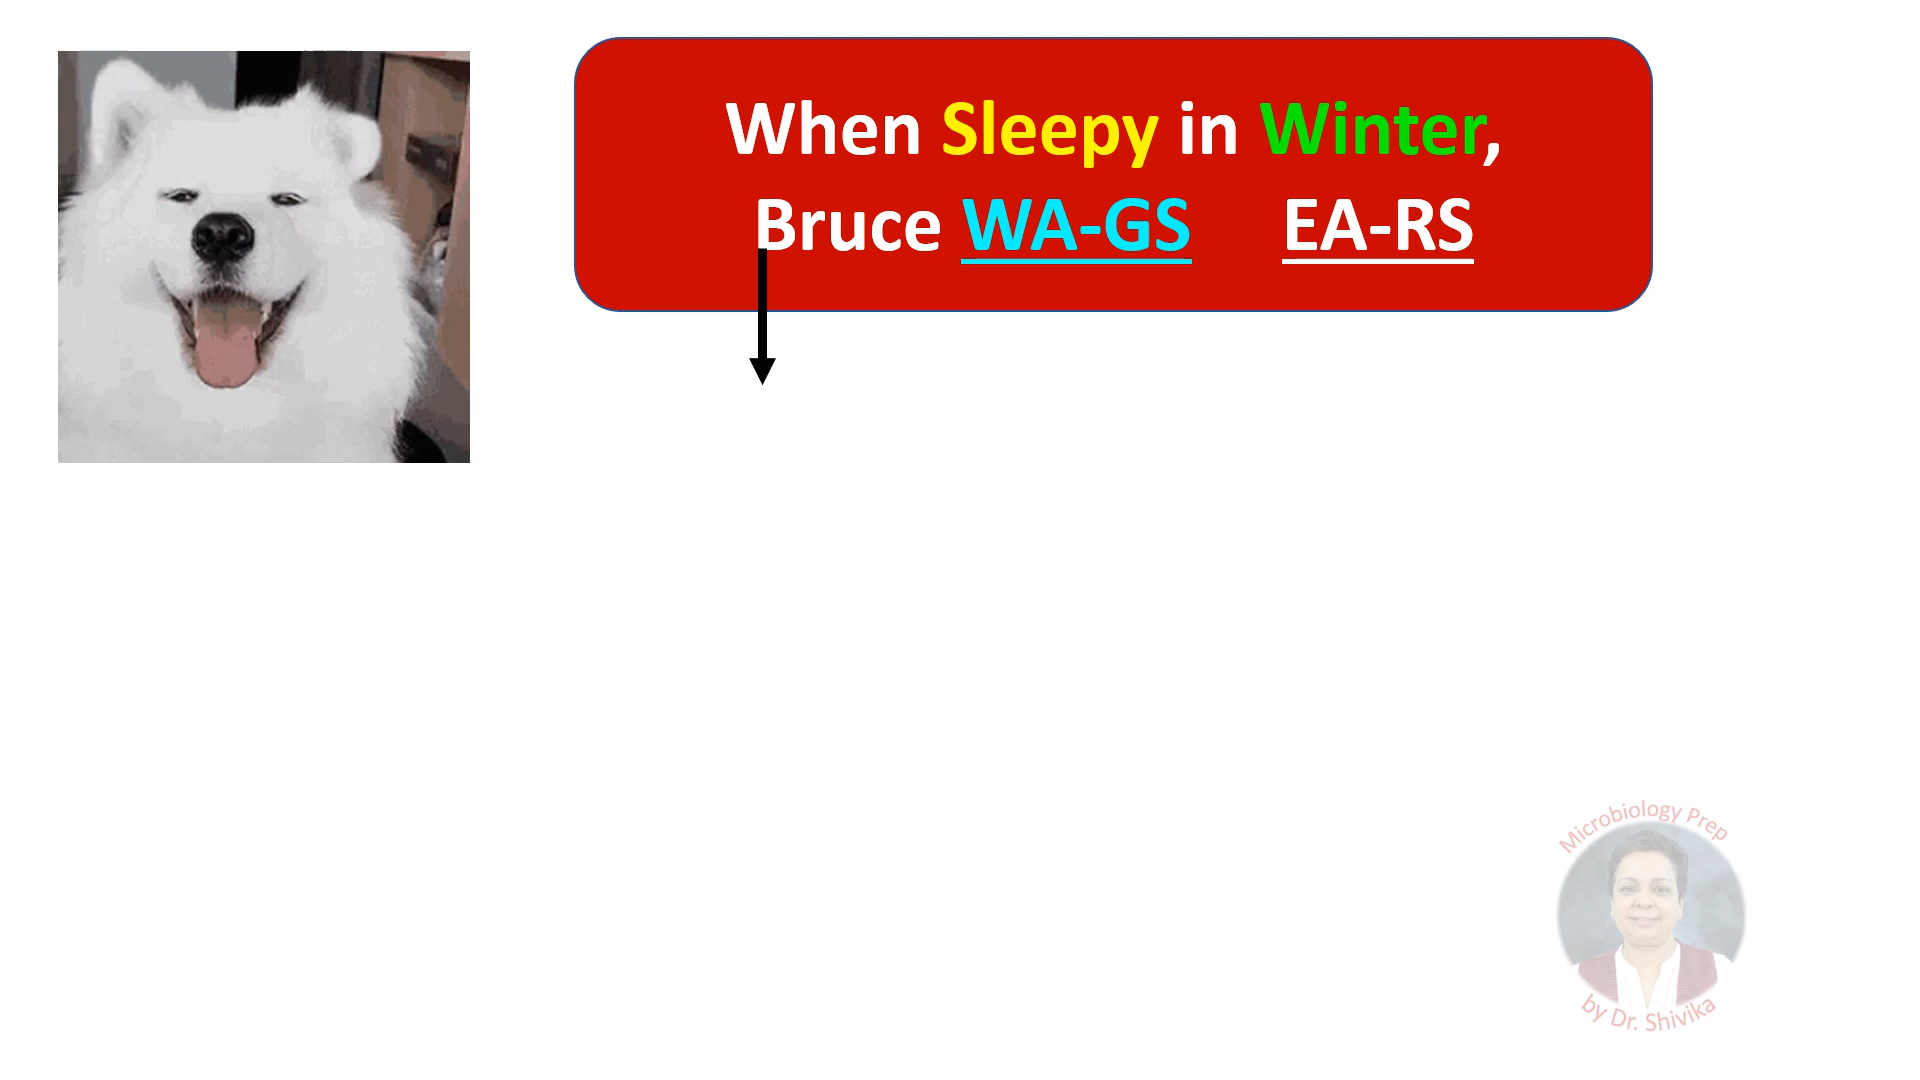 When Sleepy in Winter,
Bruce WA-GS EA-RS
Microbiology Prep
by Dr. Shivika